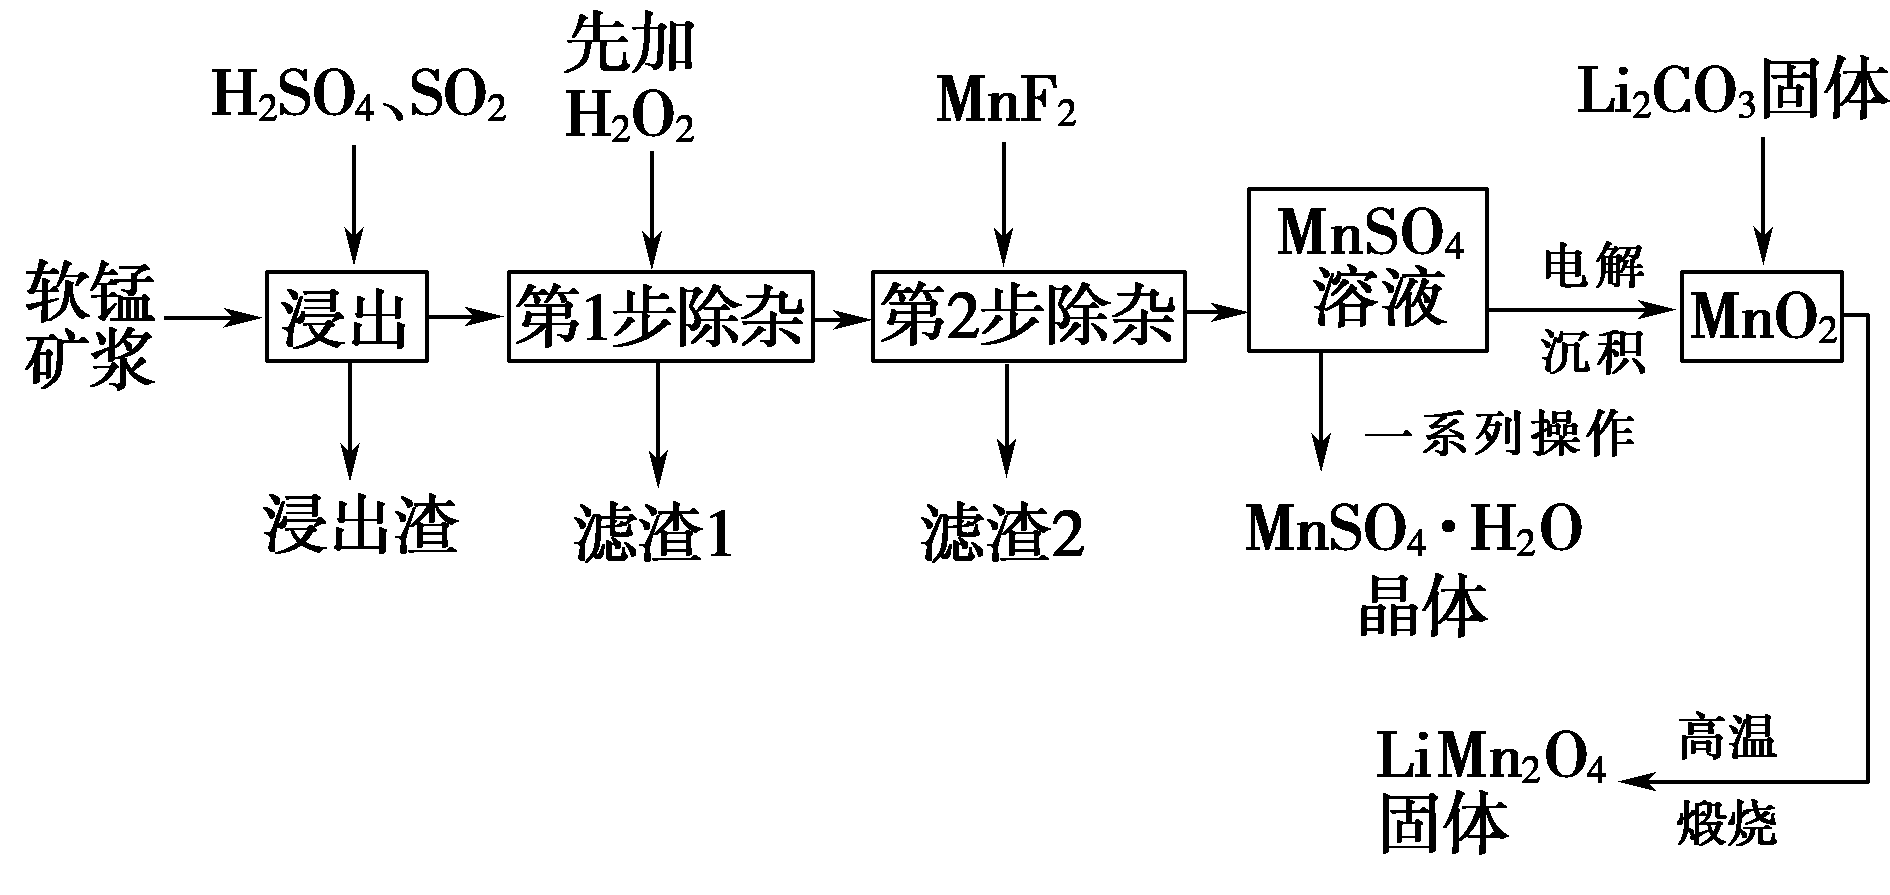 先加
H₂O₂
H₂SO₄、SO₂
MnF₂
Li₂CO₃固体
软锰
矿浆
浸出
第1步除杂
第2步除杂
MnSO₄
溶液
电解
沉积
MnO₂
一系列操作
浸出渣
滤渣1
滤渣2
MnSO₄·H₂O
晶体
LiMn₂O₄
固体
高温
煅烧